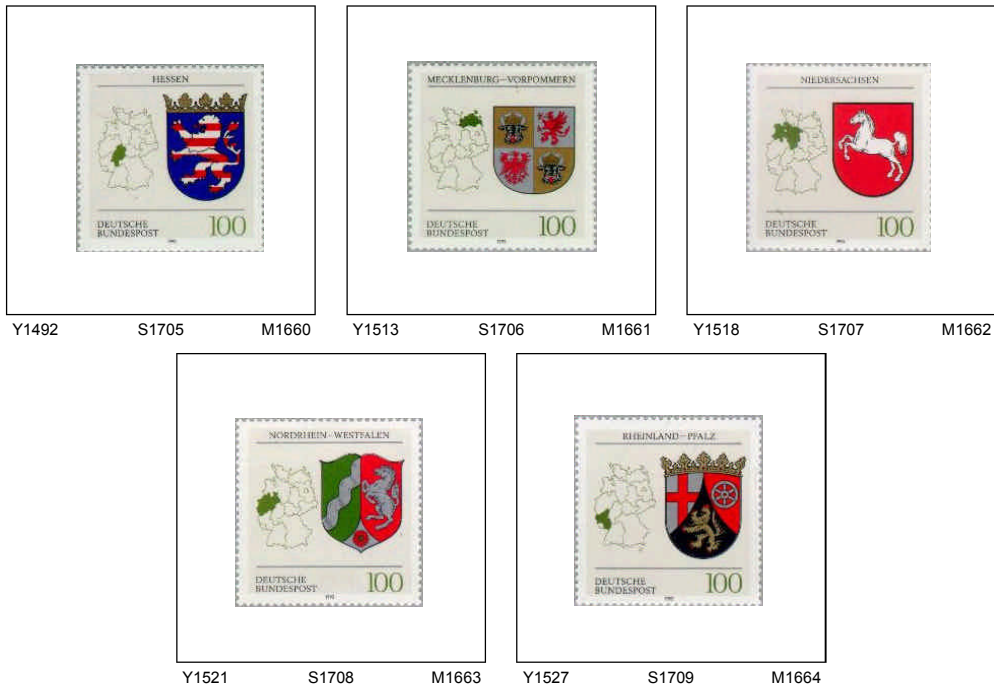 HESSEN
DEUTSCHE
BUNDESPOST
100
Y1492 S1705 M1660
MECKLENBURG-VORPOMMERN
DEUTSCHE
BUNDESPOST
100
Y1513 S1706 M1661
NIEDERSACHSEN
DEUTSCHE
BUNDESPOST
100
Y1518 S1707 M1662
NORDRHEIN-WESTFALEN
DEUTSCHE
BUNDESPOST
100
Y1521 S1708 M1663
RHEINLAND-PFALZ
DEUTSCHE
BUNDESPOST
100
Y1527 S1709 M1664